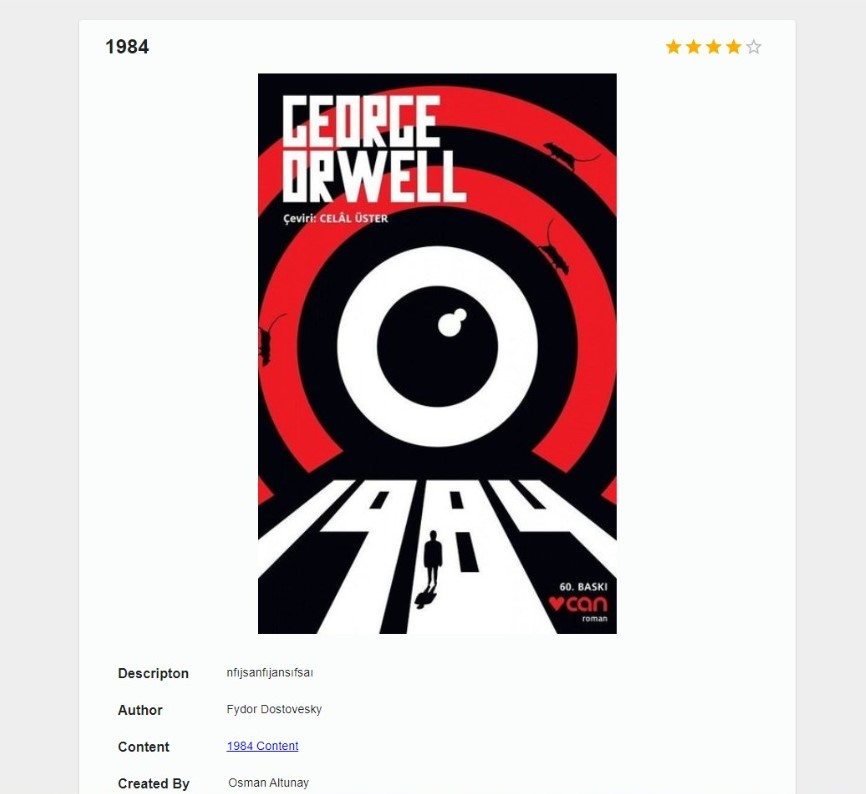 1984
GEORGE
ORWELL
Çeviri: CELÂL ÜSTER
1984
60. BASKI
can
roman
Descripton nfıjsanfıjansıfsaı
Author Fydor Dostovesky
Content 1984 Content
Created By Osman Altunay